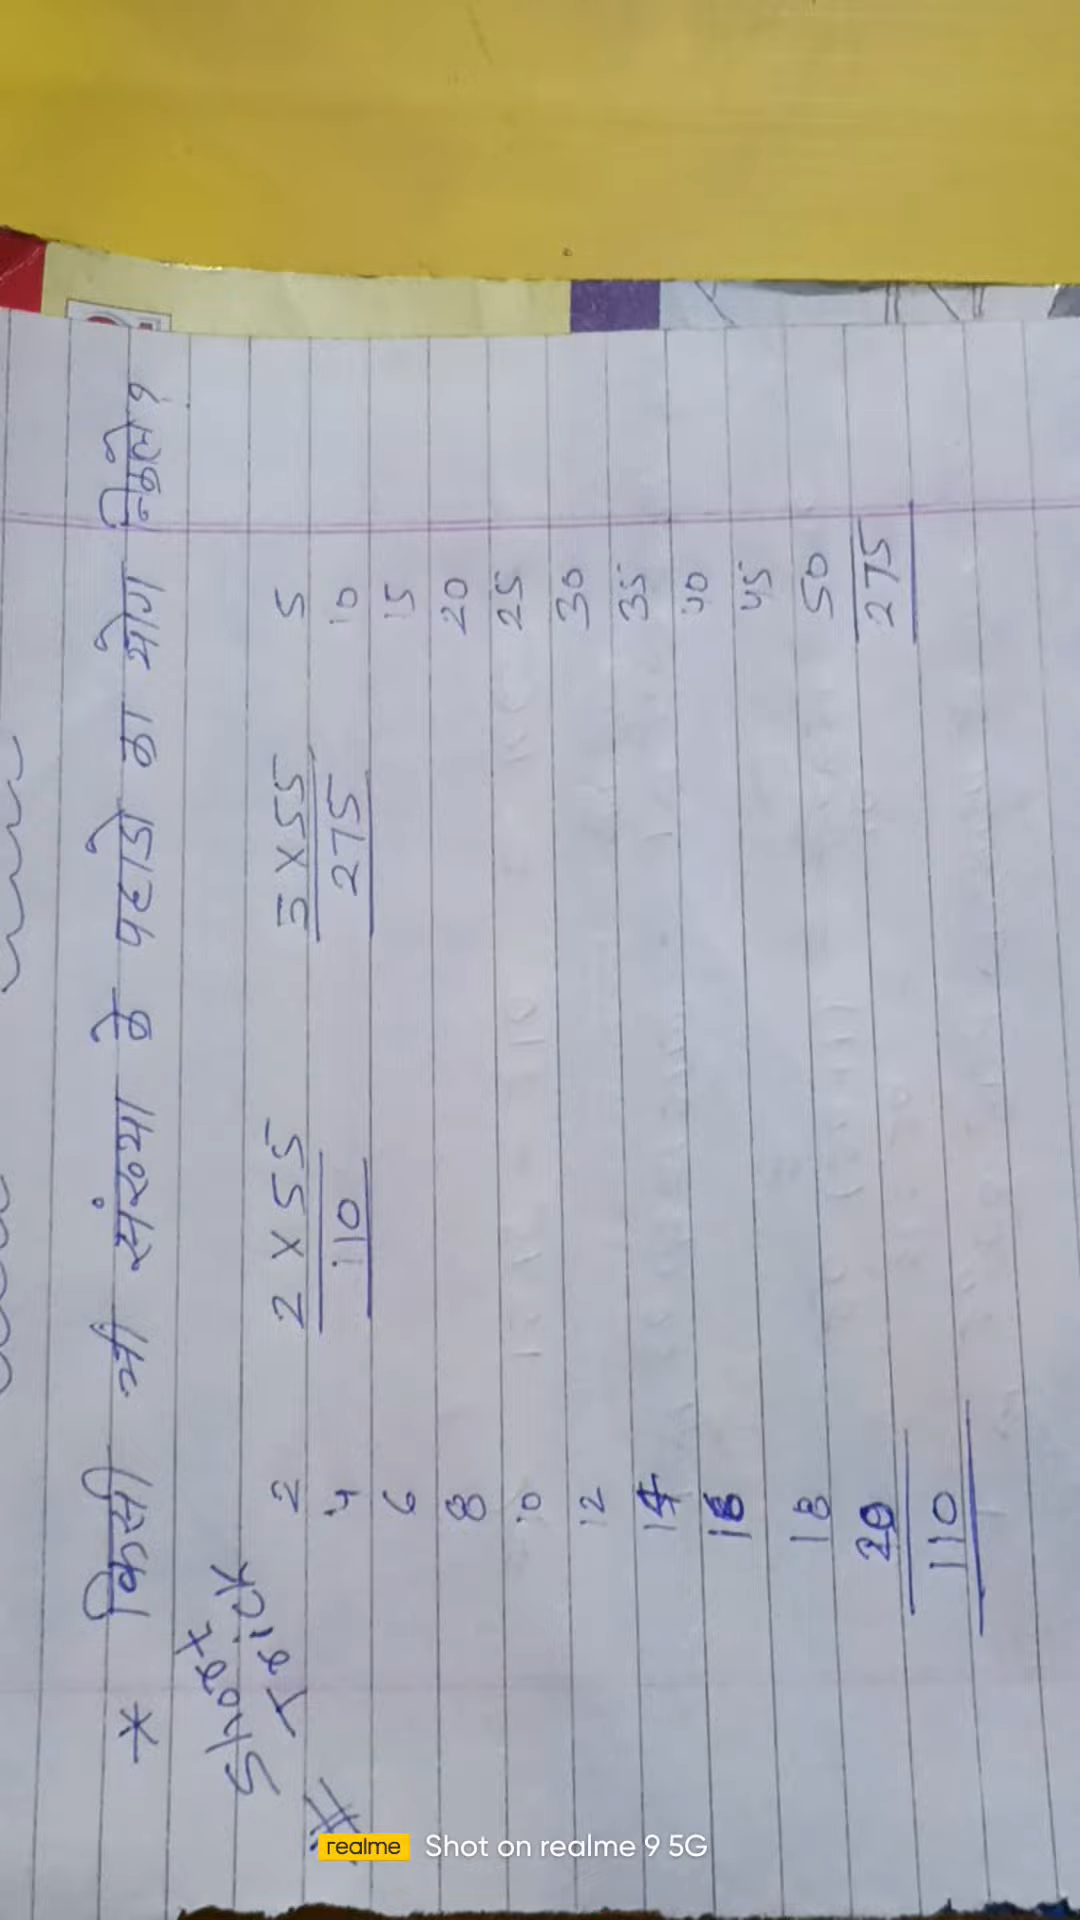 * किसी भी संख्या के पहाडे का योग निकाले ?
Short
Trick
#
2 2 X 55 5 X 55 5
4 110 275 10
6 15
8 20
10 25
12 30
14 35
16 40
18 45
20 50
110 275
realme Shot on realme 9 5G